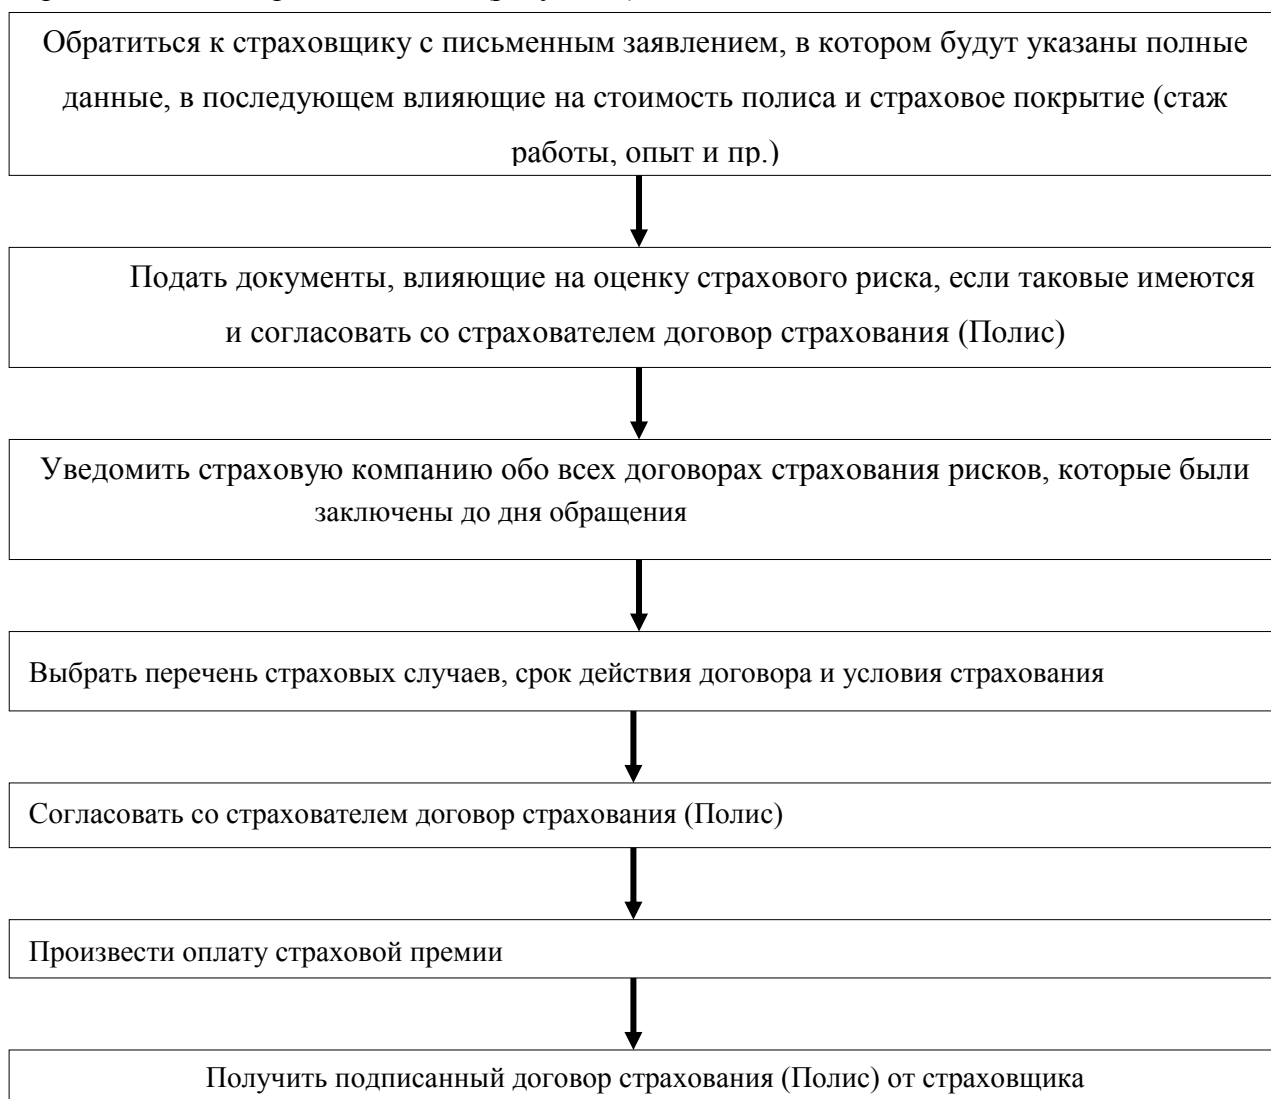 Обратиться к страховщику с письменным заявлением, в котором будут указаны полные
данные, в последующем влияющие на стоимость полиса и страховое покрытие (стаж
работы, опыт и пр.)
Подать документы, влияющие на оценку страхового риска, если таковые имеются
и согласовать со страхователем договор страхования (Полис)
Уведомить страховую компанию обо всех договорах страхования рисков, которые были
заключены до дня обращения
Выбрать перечень страховых случаев, срок действия договора и условия страхования
Согласовать со страхователем договор страхования (Полис)
Произвести оплату страховой премии
Получить подписанный договор страхования (Полис) от страховщика